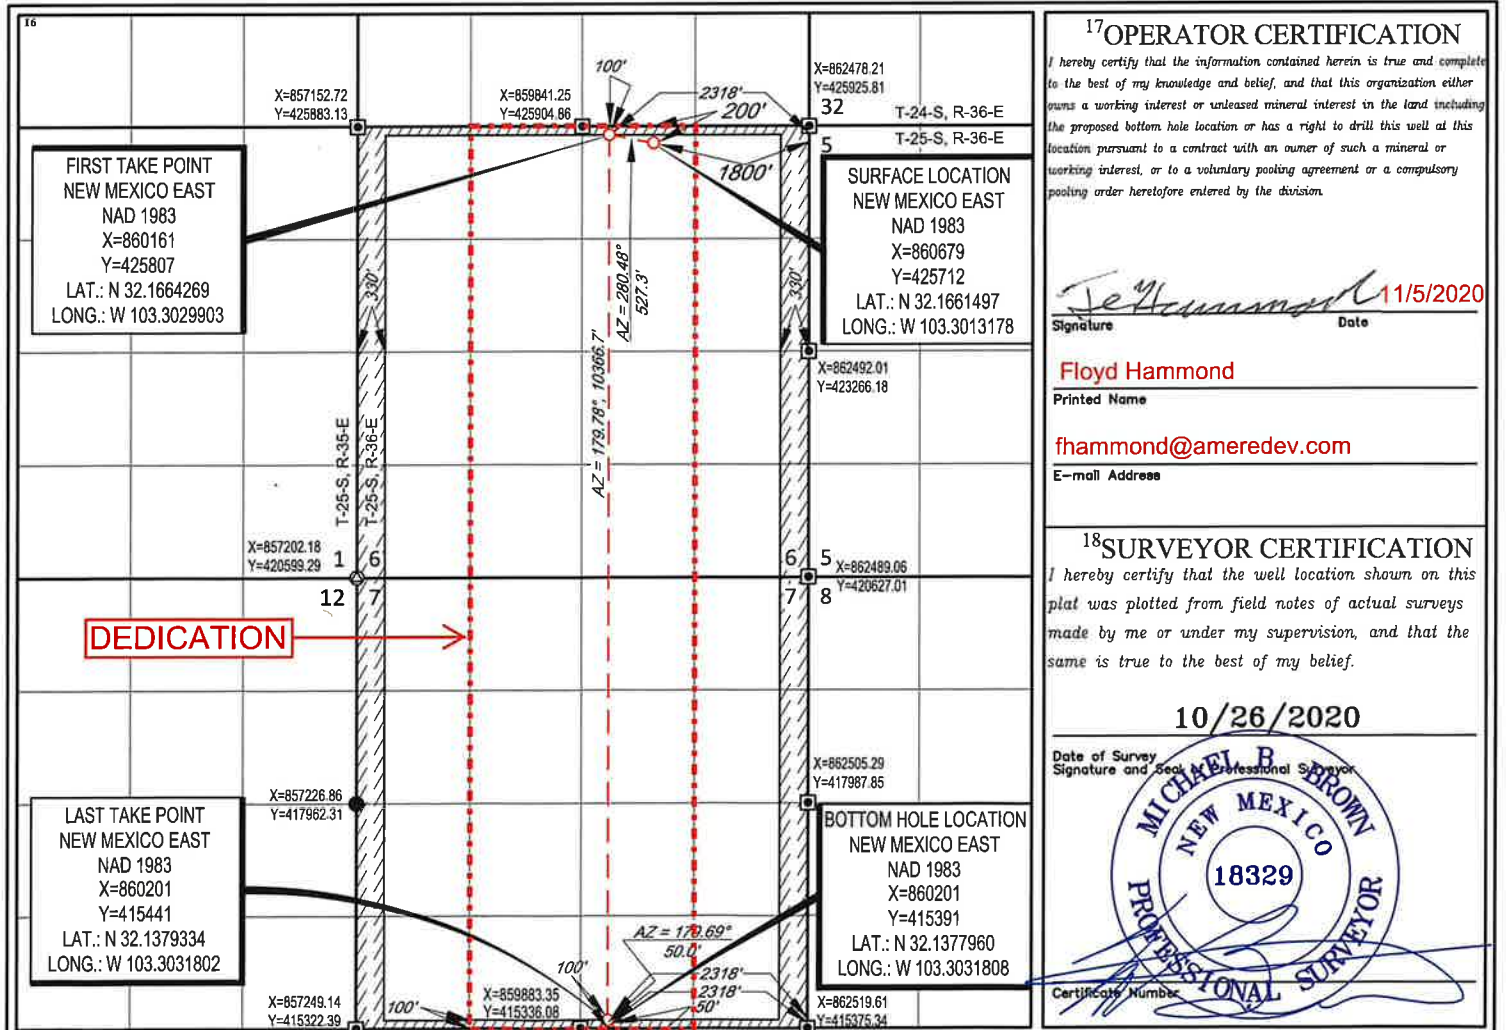 16
100'
X=857152.72
Y=425883.13
X=859841.25
Y=425904.86
X=862478.21
Y=425925.81
2318'
200'
32
T-24-S, R-36-E
5
T-25-S, R-36-E
1800'
FIRST TAKE POINT
NEW MEXICO EAST
NAD 1983
X=860161
Y=425807
LAT.: N 32.1664269
LONG.: W 103.3029903
SURFACE LOCATION
NEW MEXICO EAST
NAD 1983
X=860679
Y=425712
LAT.: N 32.1661497
LONG.: W 103.3013178
330'
AZ = 280.48°
527.3'
330'
AZ = 179.78°, 10366.7'
X=862492.01
Y=423266.18
T-25-S, R-35-E
T-25-S, R-36-E
X=857202.18
Y=420599.29
1
6
6
5
X=862489.06
Y=420627.01
12
7
7
8
DEDICATION
X=857226.86
Y=417962.31
X=862505.29
Y=417987.85
LAST TAKE POINT
NEW MEXICO EAST
NAD 1983
X=860201
Y=415441
LAT.: N 32.1379334
LONG.: W 103.3031802
BOTTOM HOLE LOCATION
NEW MEXICO EAST
NAD 1983
X=860201
Y=415391
LAT.: N 32.1377960
LONG.: W 103.3031808
AZ = 179.69°
50.0'
100'
2318'
2318'
50'
100'
X=857249.14
Y=415322.39
X=859883.35
Y=415336.08
X=862519.61
Y=415375.34
17OPERATOR CERTIFICATION
I hereby certify that the information contained herein is true and complete
to the best of my knowledge and belief, and that this organization either
owns a working interest or unleased mineral interest in the land including
the proposed bottom hole location or has a right to drill this well at this
location pursuant to a contract with an owner of such a mineral or
working interest, or to a voluntary pooling agreement or a compulsory
pooling order heretofore entered by the division.
11/5/2020
Signature Date
Floyd Hammond
Printed Name
fhammond@ameredev.com
E-mail Address
18SURVEYOR CERTIFICATION
I hereby certify that the well location shown on this
plat was plotted from field notes of actual surveys
made by me or under my supervision, and that the
same is true to the best of my belief.
10/26/2020
Date of Survey
Signature and Seal of Professional Surveyor
MICHAEL B. BROWN
NEW MEXICO
18329
PROFESSIONAL SURVEYOR
Certificate Number